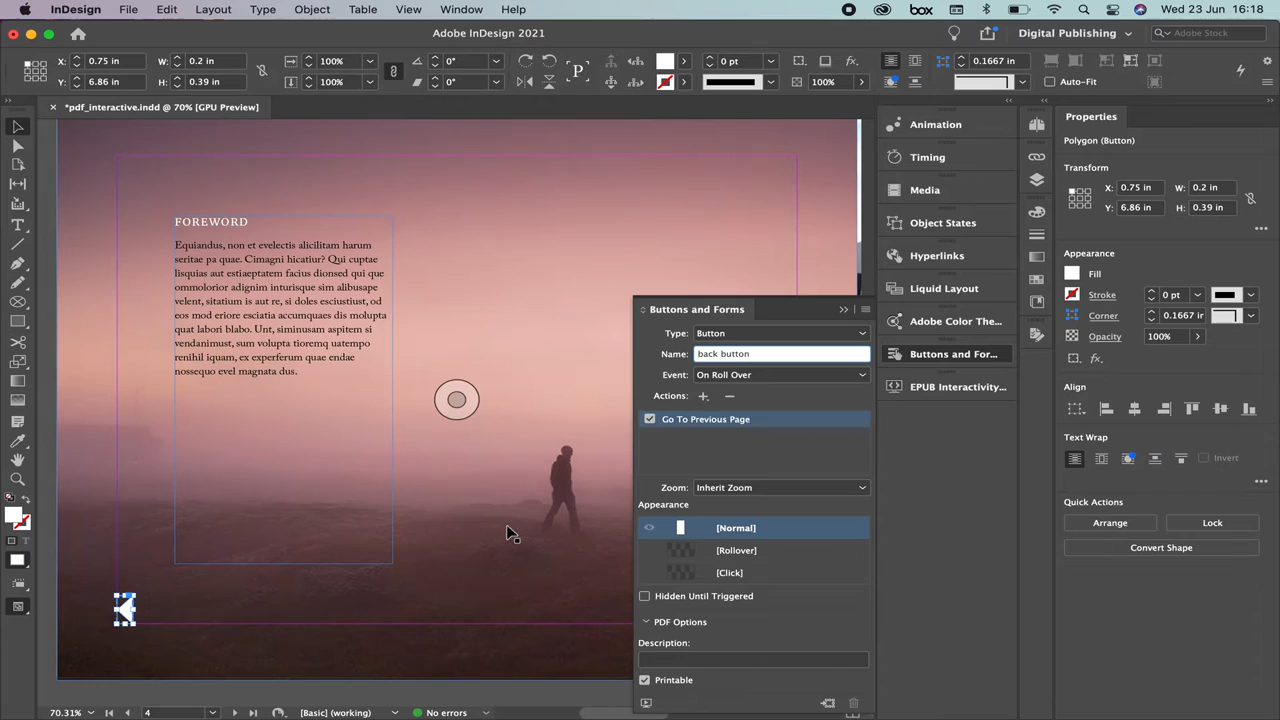 InDesign File Edit Layout Type Object Table View Window Help box Wed 23 Jun 16:18
Adobe InDesign 2021 Digital Publishing Adobe Stock
X: 0.75 in W: 0.2 in 100% 0° P 0 pt fx. 0.1667 in
Y: 6.86 in H: 0.39 in 100% 0° 100% Auto-Fit
*pdf_interactive.indd @ 70% [GPU Preview]
FOREWORD
Equiandus, non et evelectis alicilitam harum
seritae pa quae. Cimagni hicatiur? Qui cuptae
lisquias aut estiaeptatem facius dionsed qui que
ommolorior adignim inturisque sim alibusape
velent, sitatium is aut re, si doles esciustiust, od
eos mod eriore estiatia accumquaes dis molorit
quat labori blabo. Unt, siminusam aspitem si
vendanimust, sum volupta tioremq uatemquo
renihil iquam, ex experferum quae endae
nossequo evel magnata dus.
Buttons and Forms
Type: Button
Name: back button
Event: On Roll Over
Actions: + −
Go To Previous Page
Zoom: Inherit Zoom
Appearance
[Normal]
[Rollover]
[Click]
Hidden Until Triggered
PDF Options
Description:
Printable
Animation
Timing
Media
Object States
Hyperlinks
Liquid Layout
Adobe Color The...
Buttons and For...
EPUB Interactivity...
Properties
Polygon (Button)
Transform
X: 0.75 in W: 0.2 in
Y: 6.86 in H: 0.39 in
Appearance
Fill
Stroke 0 pt
Corner 0.1667 ir
Opacity 100%
fx.
Align
Text Wrap
Invert
Quick Actions
Arrange Lock
Convert Shape
70.31% 4 [Basic] (working) No errors